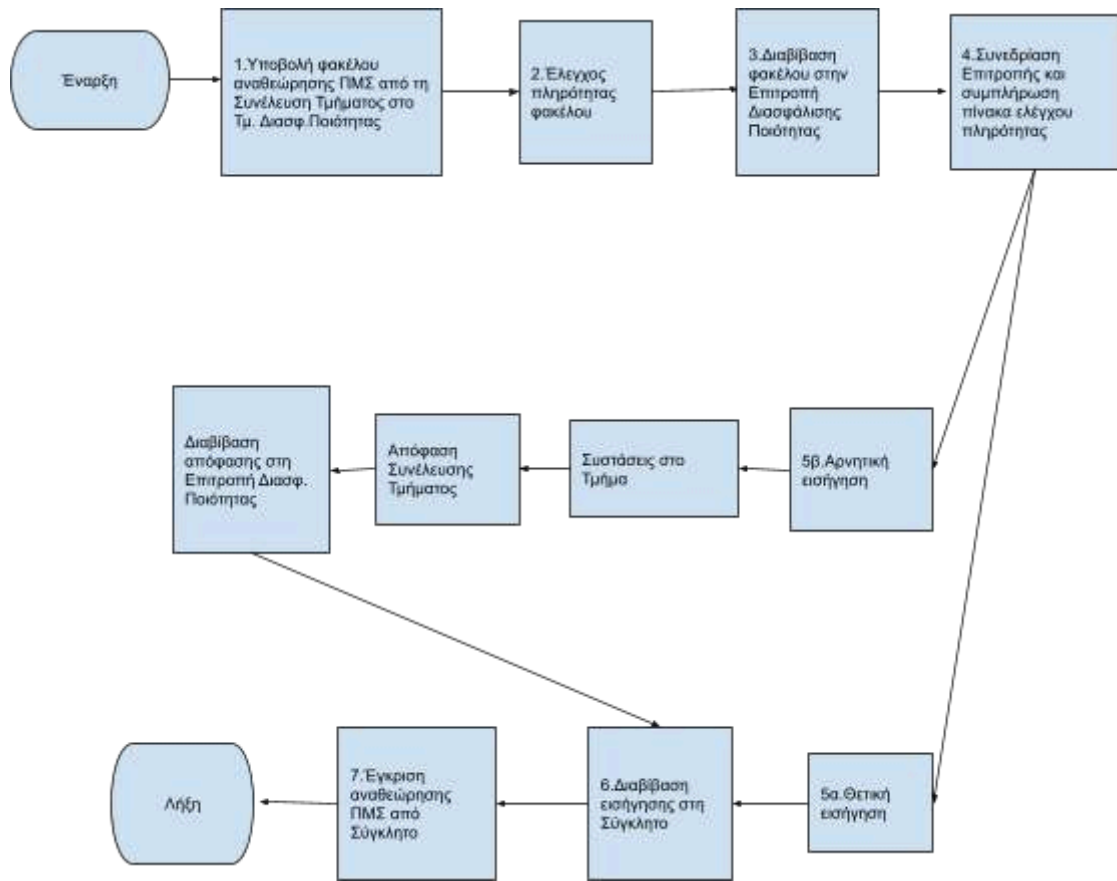 Έναρξη
1.Υποβολή φακέλου
αναθεώρησης ΠΜΣ από τη
Συνέλευση Τμήματος στο
Τμ. Διασφ.Ποιότητας
2.Έλεγχος
πληρότητας
φακέλου
3.Διαβίβαση
φακέλου στην
Επιτροπή
Διασφάλισης
Ποιότητας
4.Συνεδρίαση
Επιτροπής και
συμπλήρωση
πίνακα ελέγχου
πληρότητας
Διαβίβαση
απόφασης στη
Επιτροπή Διασφ.
Ποιότητας
Απόφαση
Συνέλευσης
Τμήματος
Συστάσεις στο
Τμήμα
5β.Αρνητική
εισήγηση
Λήξη
7.Έγκριση
αναθεώρησης
ΠΜΣ από
Σύγκλητο
6.Διαβίβαση
εισήγησης στη
Σύγκλητο
5α.Θετική
εισήγηση